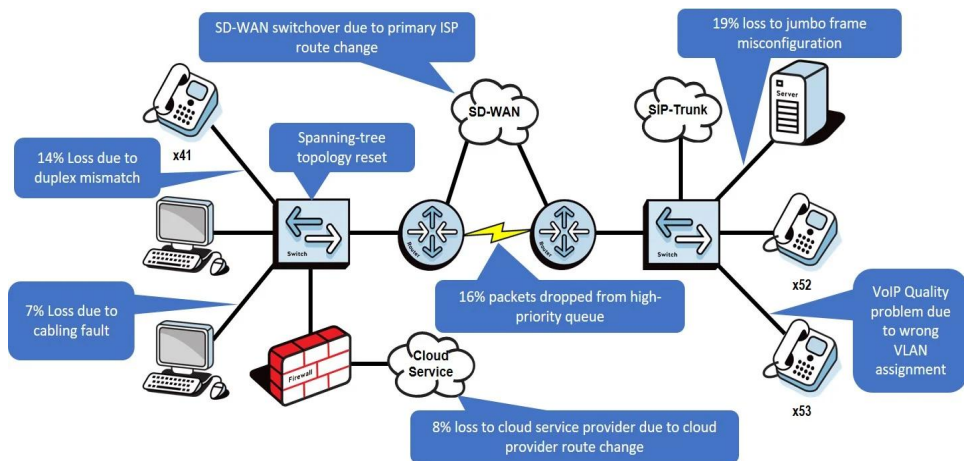 SD-WAN switchover due to primary ISP
route change
19% loss to jumbo frame
misconfiguration
Server
SD-WAN
SIP-Trunk
x41
Spanning-tree
topology reset
14% Loss due to
duplex mismatch
Switch
Router
Router
Switch
x52
16% packets dropped from high-
priority queue
7% Loss due to
cabling fault
VoIP Quality
problem due
to wrong
VLAN
assignment
Firewall
Cloud
Service
x53
8% loss to cloud service provider due to cloud
provider route change